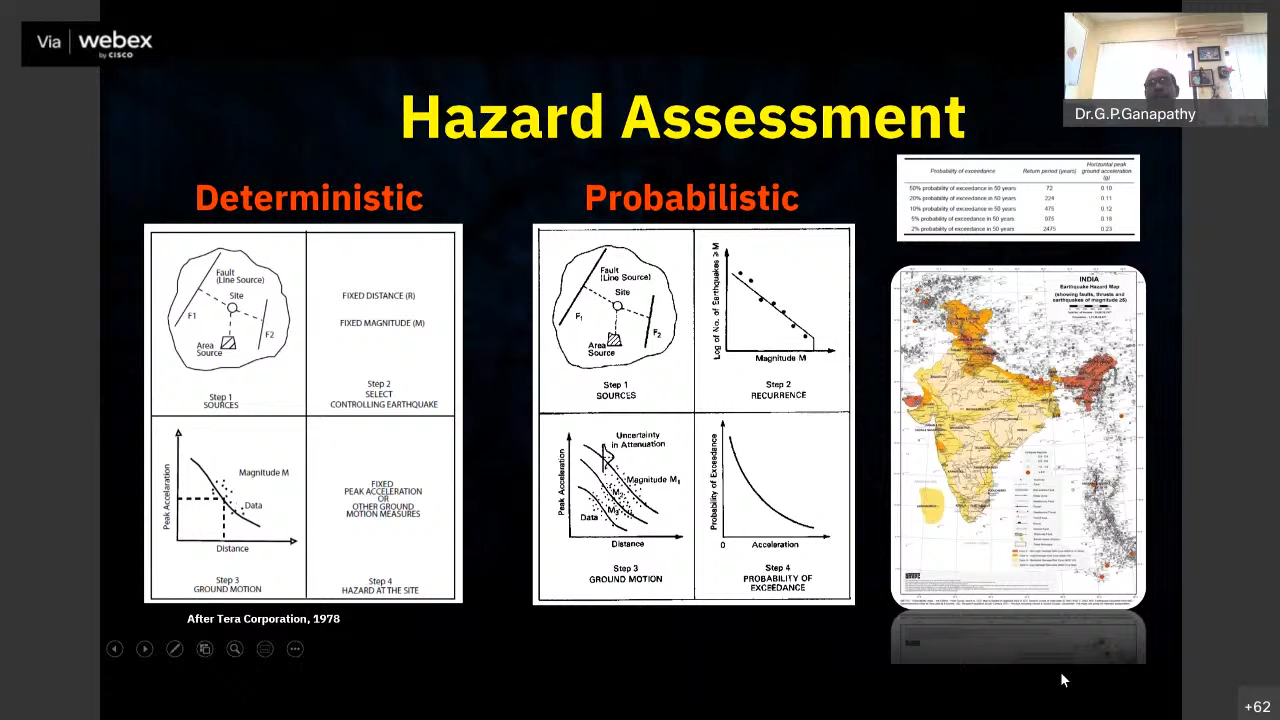 Via webex
by CISCO
Dr.G.P.Ganapathy
Hazard Assessment
Deterministic
Fault
(Line Source)
Site
F1
F2
Area
Source
Step 1
SOURCES
FIXED DISTANCE (R)
FIXED MAGNITUDE (M)
Step 2
SELECT
CONTROLLING EARTHQUAKE
Peak Acceleration
Magnitude M
Data
Distance
Step 3
GROUND MOTION
FIXED
PEAK ACCELERATION
OR
OTHER GROUND
MOTION MEASURES
Step 4
HAZARD AT THE SITE
After Tera Corporation, 1978
Probabilistic
Fault
(Line Source)
Site
F₁
F₂
Area
Source
Step 1
SOURCES
Log of No. of Earthquakes ≥ M
Magnitude M
Step 2
RECURRENCE
Uncertainty
in Attenuation
Peak Acceleration
Magnitude M₁
Data
Distance
Step 3
GROUND MOTION
Probability of Exceedance
0
Acceleration
Step 4
PROBABILITY OF
EXCEEDANCE
Probability of exceedance Return period (years) Horizontal peak
ground acceleration
(g)
50% probability of exceedance in 50 years 72 0.10
20% probability of exceedance in 50 years 224 0.11
10% probability of exceedance in 50 years 475 0.12
5% probability of exceedance in 50 years 975 0.18
2% probability of exceedance in 50 years 2475 0.23
INDIA
Earthquake Hazard Map
(showing faults, thrusts and
earthquakes of magnitude ≥5)
+62